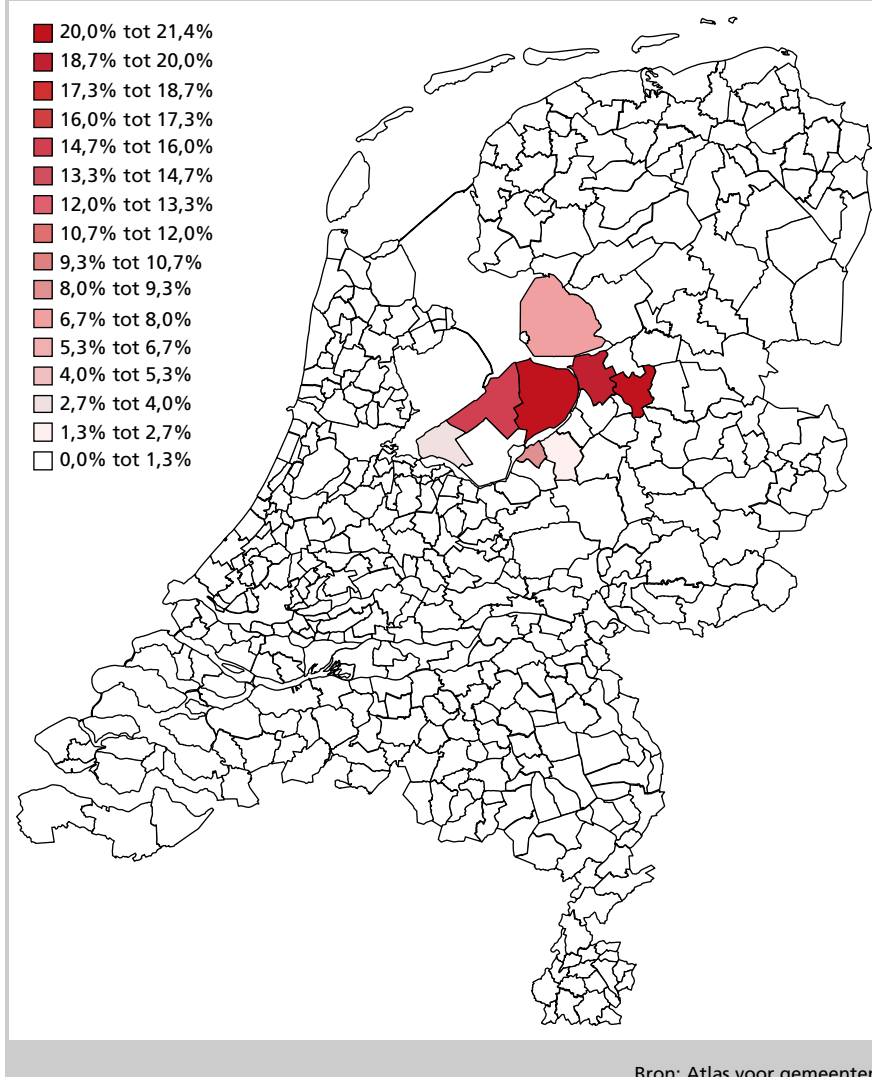 20,0% tot 21,4%
18,7% tot 20,0%
17,3% tot 18,7%
16,0% tot 17,3%
14,7% tot 16,0%
13,3% tot 14,7%
12,0% tot 13,3%
10,7% tot 12,0%
9,3% tot 10,7%
8,0% tot 9,3%
6,7% tot 8,0%
5,3% tot 6,7%
4,0% tot 5,3%
2,7% tot 4,0%
1,3% tot 2,7%
0,0% tot 1,3%
Bron: Atlas voor gemeenten